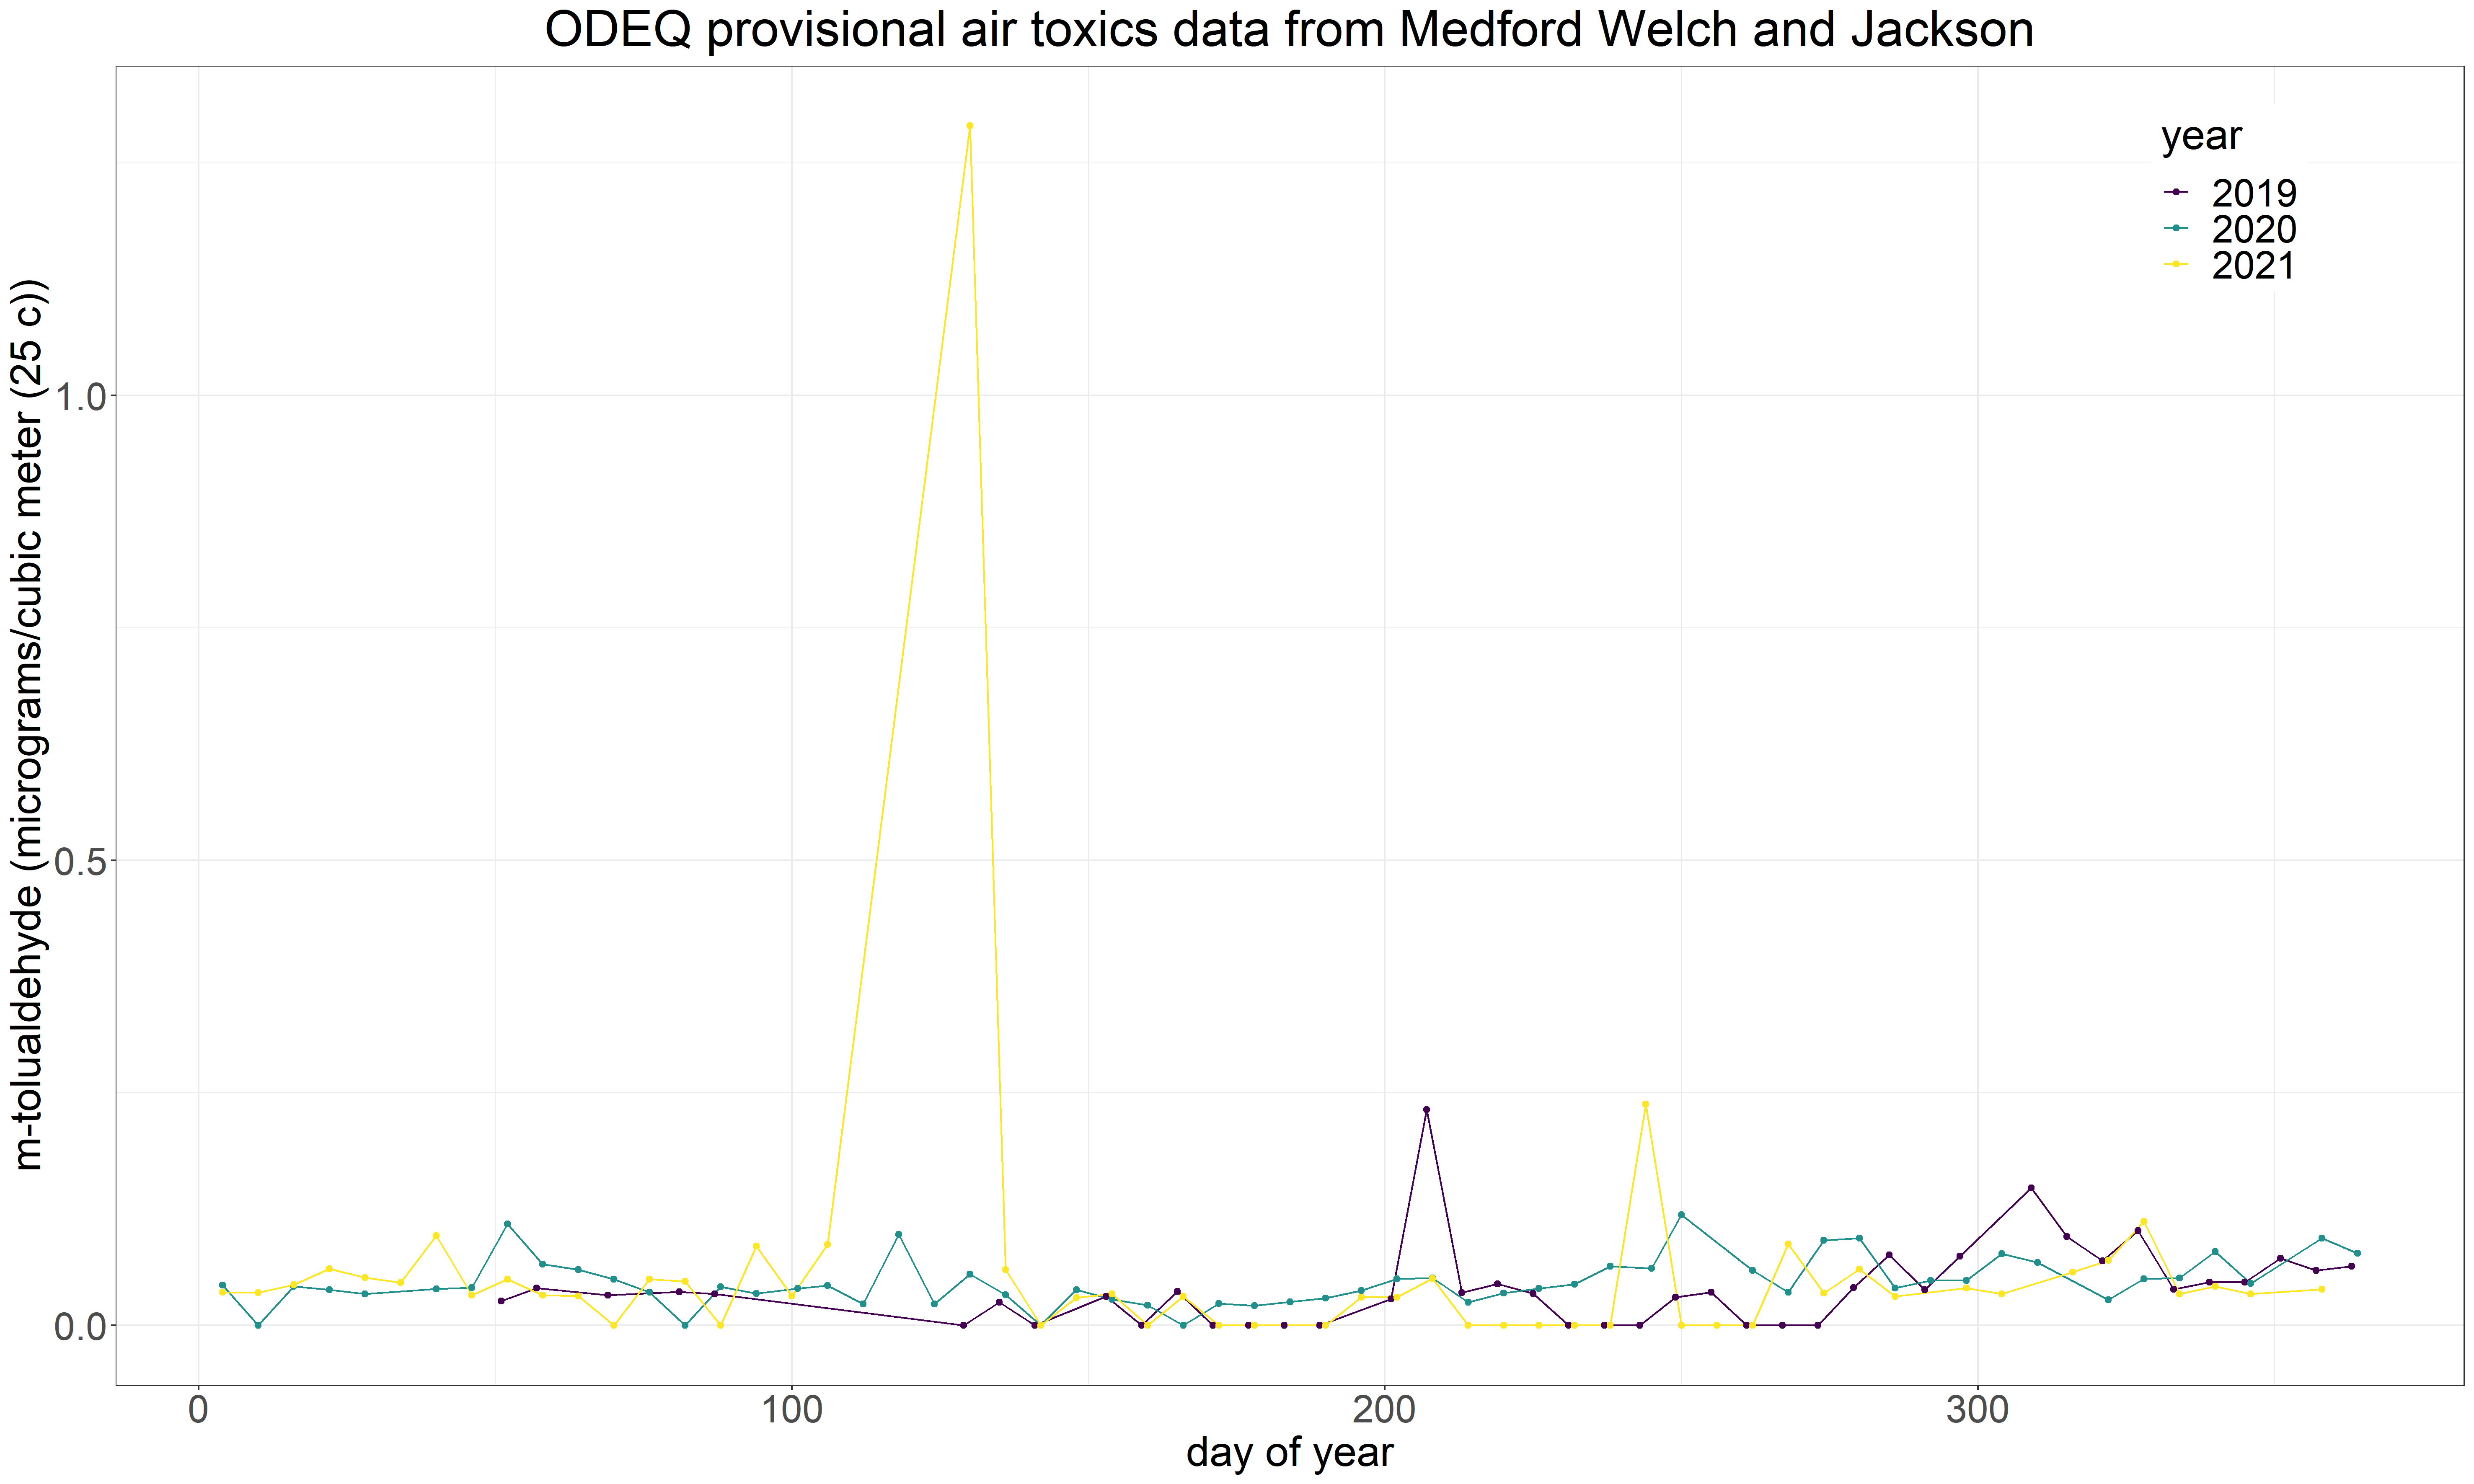 ODEQ provisional air toxics data from Medford Welch and Jackson
m-tolualdehyde (micrograms/cubic meter (25 c))
1.0
0.5
0.0
0
100
200
300
day of year
year
2019
2020
2021